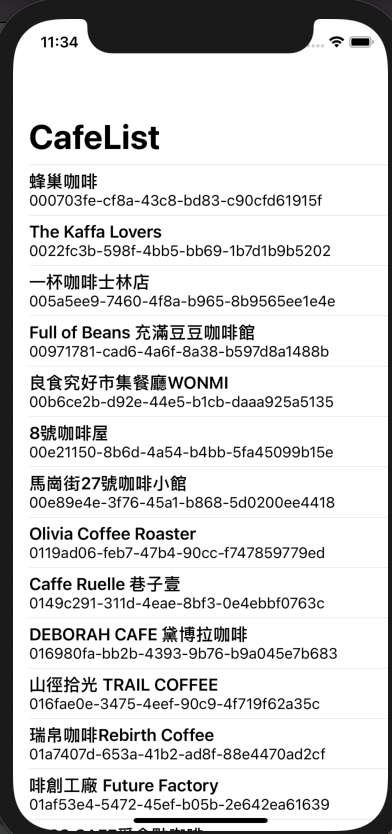 11:34
CafeList
蜂巢咖啡
000703fe-cf8a-43c8-bd83-c90cfd61915f
The Kaffa Lovers
0022fc3b-598f-4bb5-bb69-1b7d1b9b5202
一杯咖啡士林店
005a5ee9-7460-4f8a-b965-8b9565ee1e4e
Full of Beans 充滿豆豆咖啡館
00971781-cad6-4a6f-8a38-b597d8a1488b
良食究好市集餐廳WONMI
00b6ce2b-d92e-44e5-b1cb-daaa925a5135
8號咖啡屋
00e21150-8b6d-4a54-b4bb-5fa45099b15e
馬崗街27號咖啡小館
00e89e4e-3f76-45a1-b868-5d0200ee4418
Olivia Coffee Roaster
0119ad06-feb7-47b4-90cc-f747859779ed
Caffe Ruelle 巷子壹
0149c291-311d-4eae-8bf3-0e4ebbf0763c
DEBORAH CAFE 黛博拉咖啡
016980fa-bb2b-4393-9b76-b9a045e7b683
山徑拾光 TRAIL COFFEE
016fae0e-3475-4eef-90c9-4f719f62a35c
瑞帛咖啡Rebirth Coffee
01a7407d-653a-41b2-ad8f-88e4470ad2cf
啡創工廠 Future Factory
01af53e4-5472-45ef-b05b-2e642ea61639